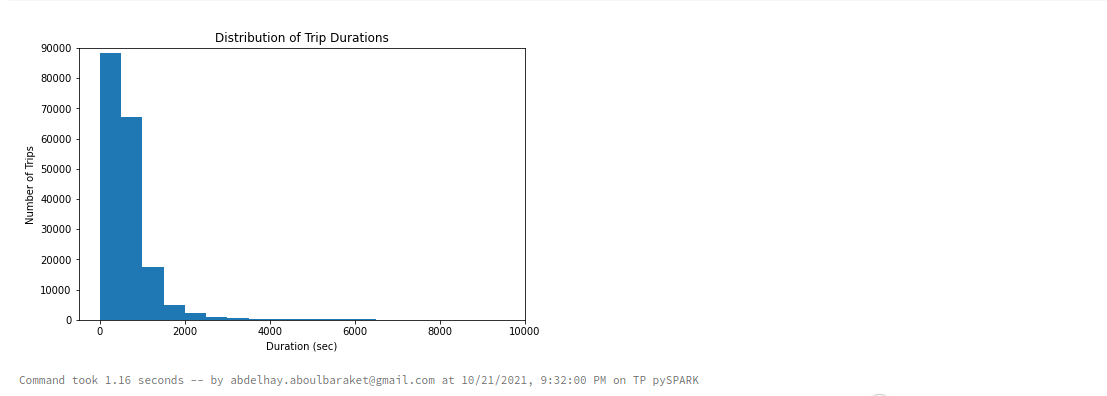 Distribution of Trip Durations
90000
80000
70000
60000
50000
40000
30000
20000
10000
0
Number of Trips
0 2000 4000 6000 8000 10000
Duration (sec)
Command took 1.16 seconds -- by abdelhay.aboulbaraket@gmail.com at 10/21/2021, 9:32:00 PM on TP pySPARK